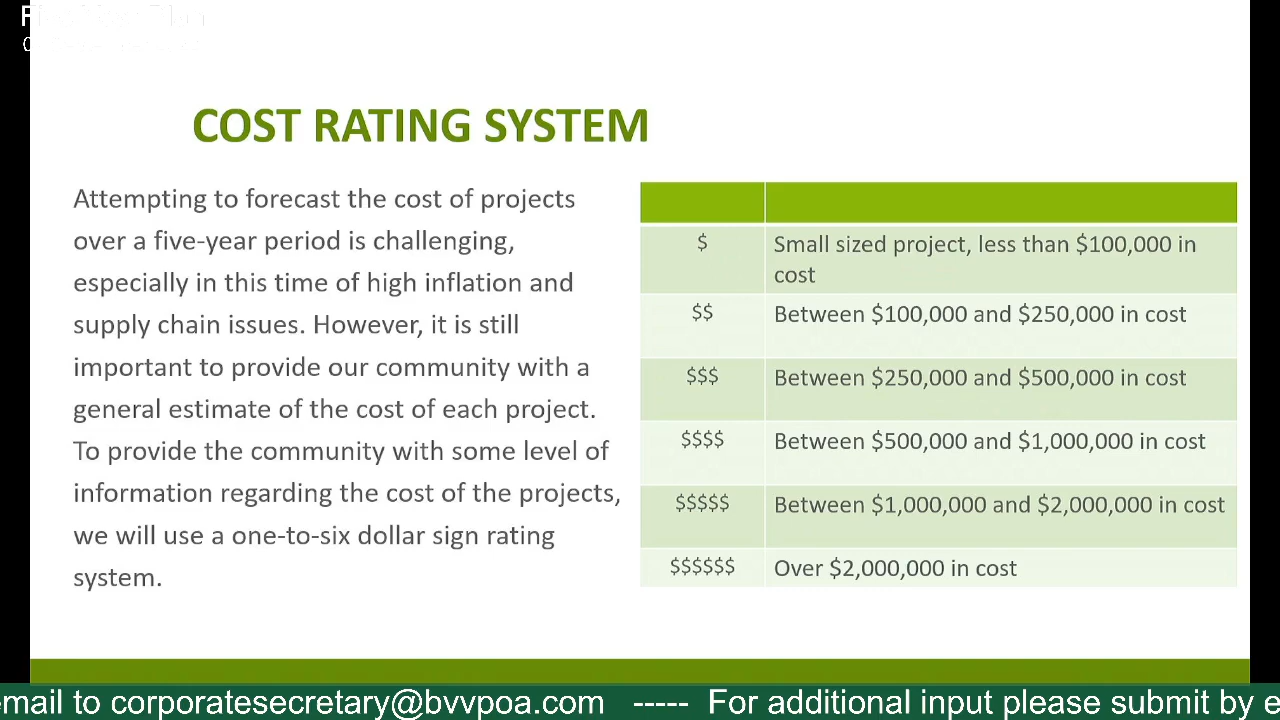 COST RATING SYSTEM
Attempting to forecast the cost of projects
over a five-year period is challenging,
especially in this time of high inflation and
supply chain issues. However, it is still
important to provide our community with a
general estimate of the cost of each project.
To provide the community with some level of
information regarding the cost of the projects,
we will use a one-to-six dollar sign rating
system.
$ Small sized project, less than $100,000 in
cost
$$ Between $100,000 and $250,000 in cost
$$$ Between $250,000 and $500,000 in cost
$$$$ Between $500,000 and $1,000,000 in cost
$$$$$ Between $1,000,000 and $2,000,000 in cost
$$$$$$ Over $2,000,000 in cost
email to corporatesecretary@bvvpoa.com ----- For additional input please submit by e